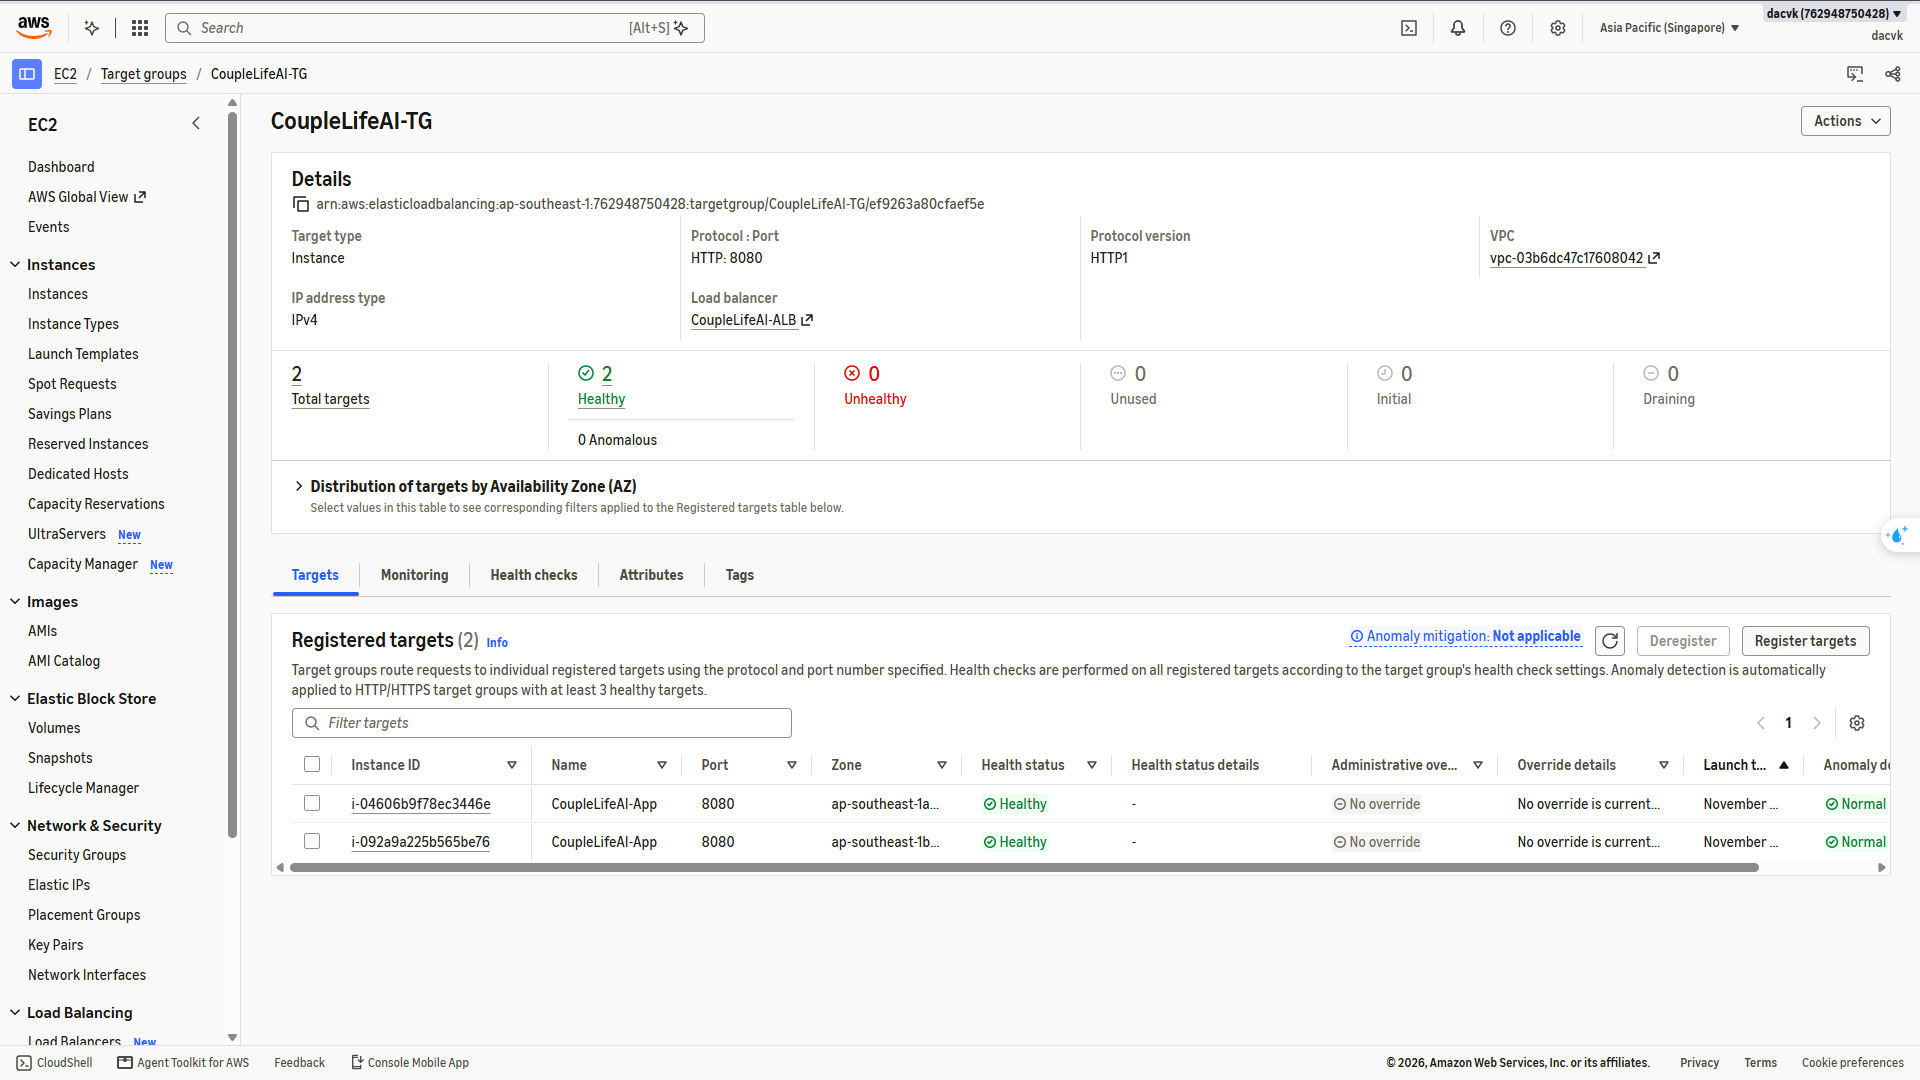 aws
Search
[Alt+S]
Asia Pacific (Singapore)
dacvk (762948750428)
dacvk
EC2 / Target groups / CoupleLifeAI-TG
EC2
Dashboard
AWS Global View
Events
Instances
Instances
Instance Types
Launch Templates
Spot Requests
Savings Plans
Reserved Instances
Dedicated Hosts
Capacity Reservations
UltraServers New
Capacity Manager New
Images
AMIs
AMI Catalog
Elastic Block Store
Volumes
Snapshots
Lifecycle Manager
Network & Security
Security Groups
Elastic IPs
Placement Groups
Key Pairs
Network Interfaces
Load Balancing
Load Balancers New
CoupleLifeAI-TG
Actions
Details
arn:aws:elasticloadbalancing:ap-southeast-1:762948750428:targetgroup/CoupleLifeAI-TG/ef9263a80cfaef5e
Target type
Instance
Protocol : Port
HTTP: 8080
Protocol version
HTTP1
VPC
vpc-03b6dc47c17608042
IP address type
IPv4
Load balancer
CoupleLifeAI-ALB
2
Total targets
2
Healthy
0 Anomalous
0
Unhealthy
0
Unused
0
Initial
0
Draining
Distribution of targets by Availability Zone (AZ)
Select values in this table to see corresponding filters applied to the Registered targets table below.
Targets
Monitoring
Health checks
Attributes
Tags
Registered targets (2) Info
Anomaly mitigation: Not applicable
Deregister
Register targets
Target groups route requests to individual registered targets using the protocol and port number specified. Health checks are performed on all registered targets according to the target group's health check settings. Anomaly detection is automatically
applied to HTTP/HTTPS target groups with at least 3 healthy targets.
Filter targets
1
Instance ID Name Port Zone Health status Health status details Administrative ove... Override details Launch t... Anomaly de
i-04606b9f78ec3446e CoupleLifeAI-App 8080 ap-southeast-1a... Healthy - No override No override is current... November ... Normal
i-092a9a225b565be76 CoupleLifeAI-App 8080 ap-southeast-1b... Healthy - No override No override is current... November ... Normal
CloudShell
Agent Toolkit for AWS
Feedback
Console Mobile App
© 2026, Amazon Web Services, Inc. or its affiliates.
Privacy
Terms
Cookie preferences